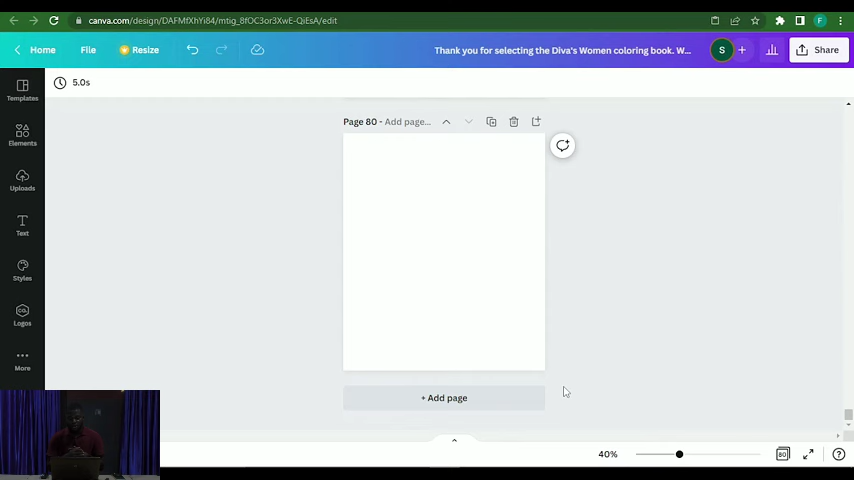 canva.com/design/DAFMfXhYi84/mtig_8fOC3or3XwE-QiEsA/edit
F
Home
File
Resize
Thank you for selecting the Diva's Women coloring book. W...
S
+
Share
5.0s
Templates
Elements
Uploads
Text
Styles
CO.
Logos
More
Page 80 - Add page...
+ Add page
40%
80
?